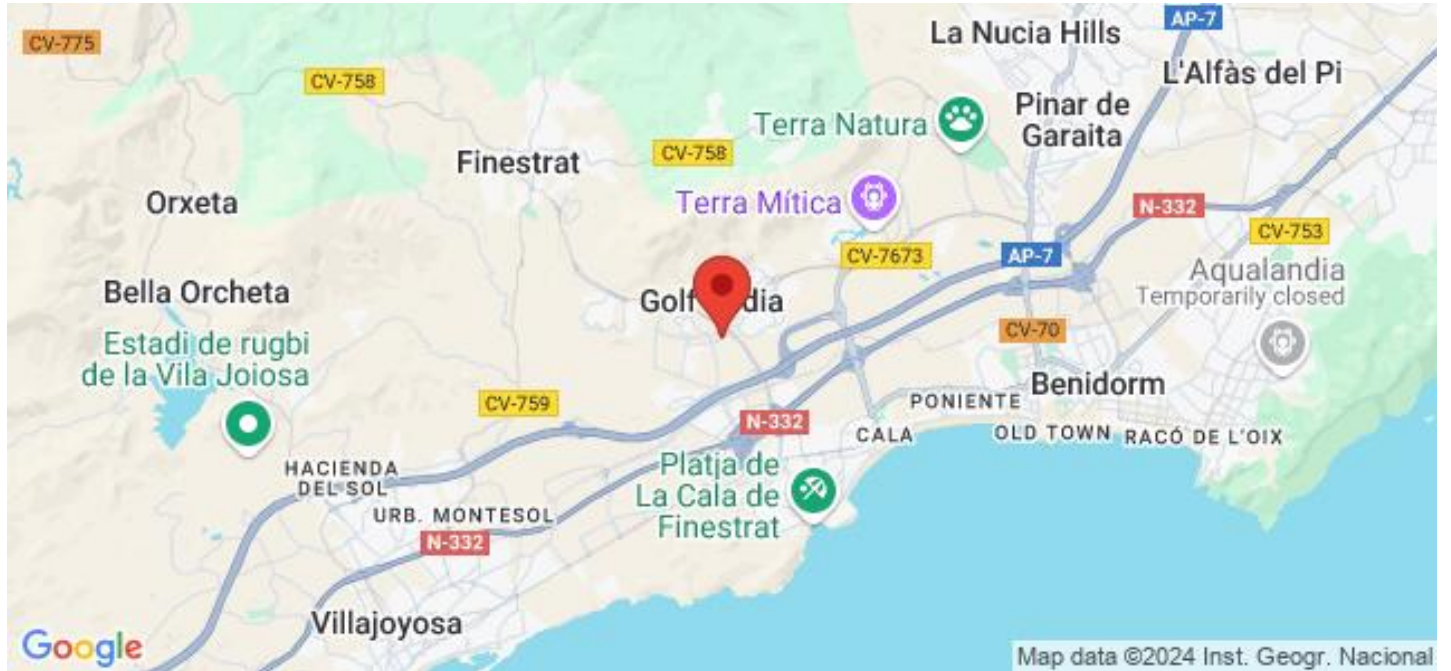 AP-7
La Nucia Hills
CV-775
L'Alfàs del Pi
CV-758
Pinar de
Garaita
Terra Natura
CV-758
Finestrat
Orxeta
Terra Mítica
N-332
CV-753
CV-7673
AP-7
Aqualandia
Temporarily closed
Bella Orcheta
Golf
dia
Estadi de rugbi
de la Vila Joiosa
CV-70
Benidorm
CV-759
PONIENTE
N-332
CALA
OLD TOWN
RACÓ DE L'OIX
HACIENDA
DEL SOL
Platja de
La Cala de
Finestrat
URB. MONTESOL
N-332
Villajoyosa
Google
Map data ©2024 Inst. Geogr. Nacional